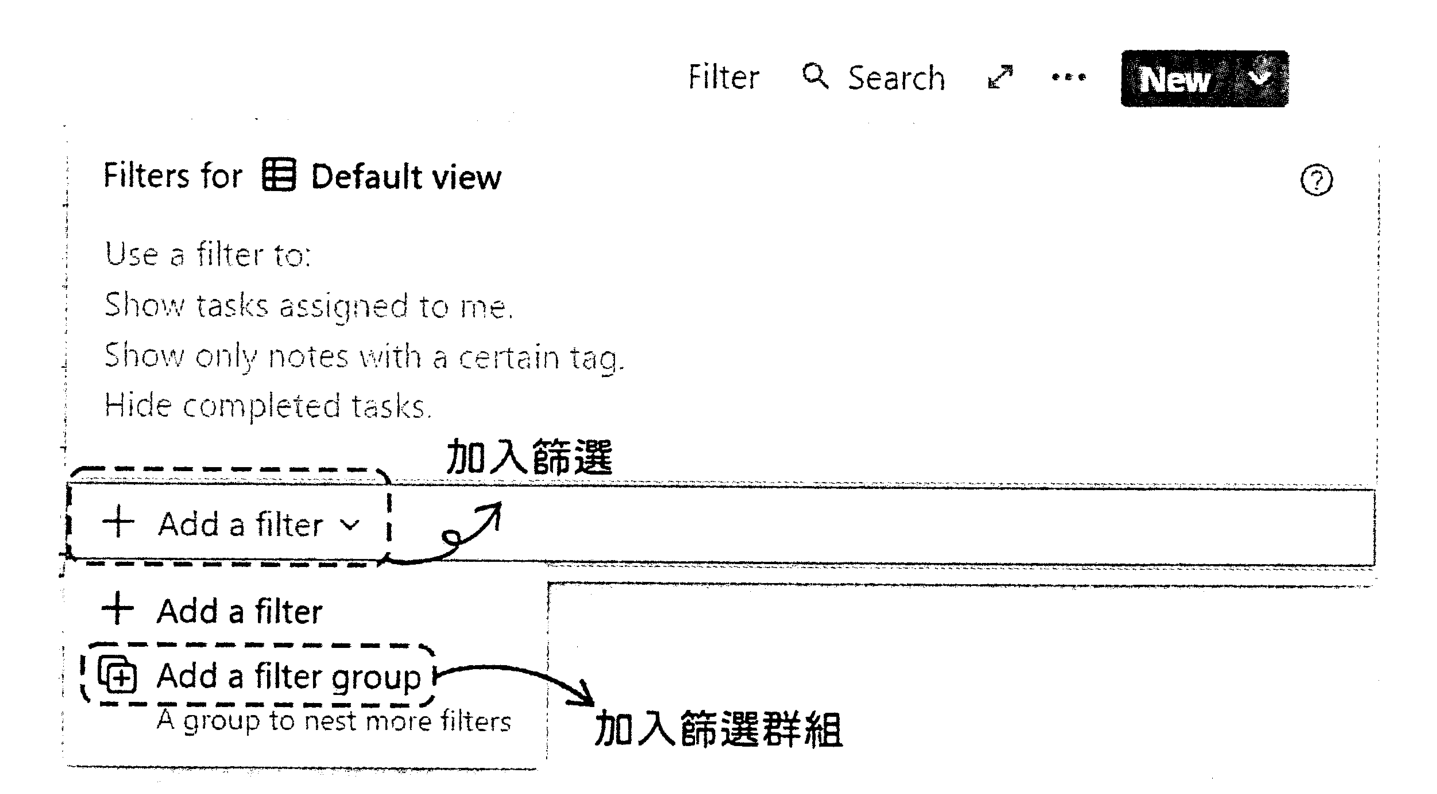 Filter Search ••• New
Filters for Default view
Use a filter to:
Show tasks assigned to me.
Show only notes with a certain tag.
Hide completed tasks.
加入篩選
+ Add a filter
+ Add a filter
Add a filter group
A group to nest more filters
加入篩選群組